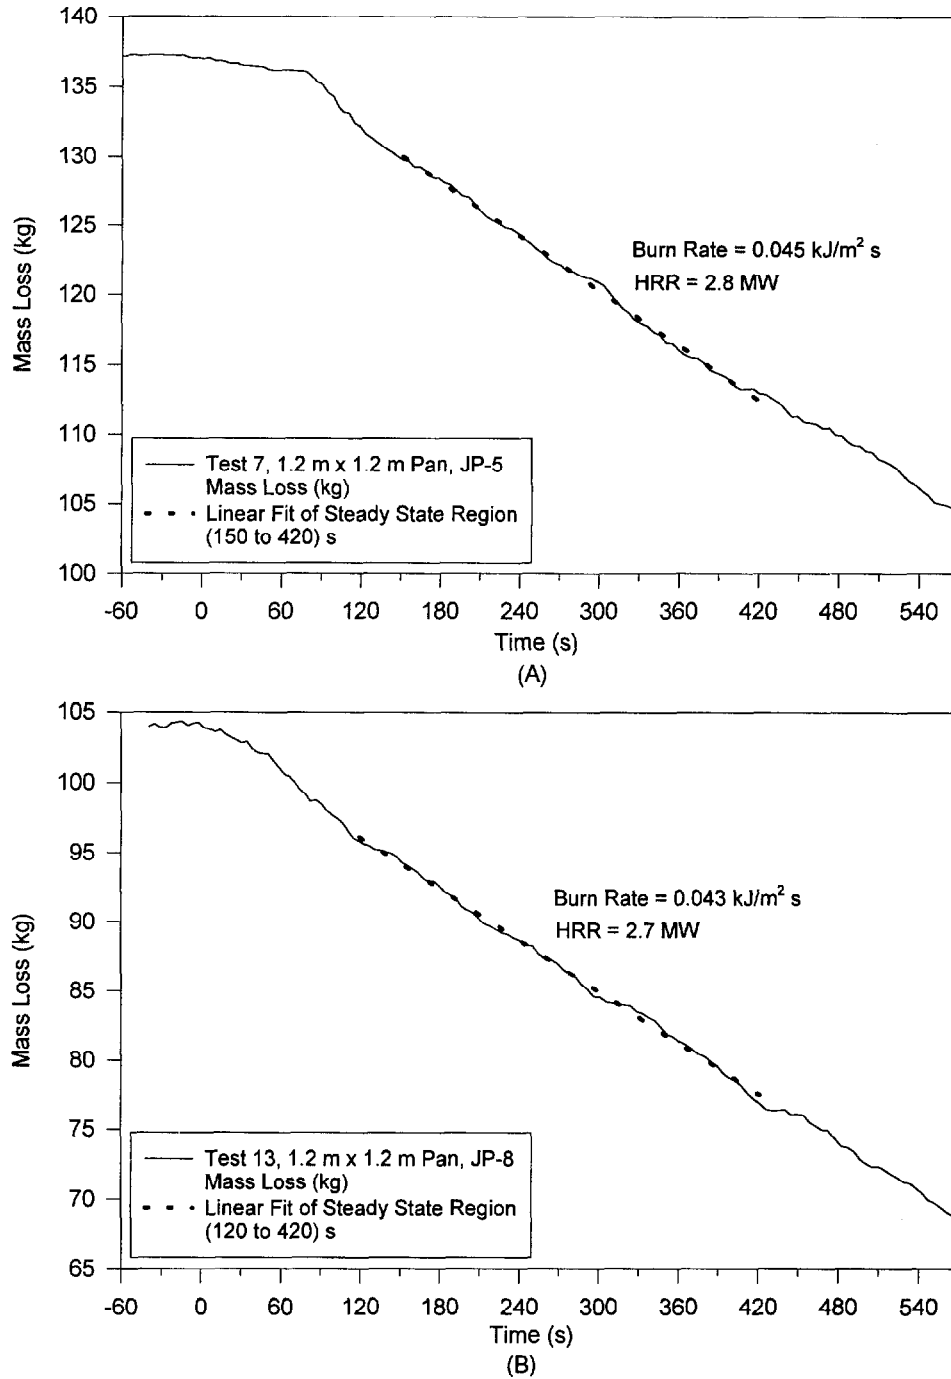 140
135
130
125
120
115
110
105
100
Mass Loss (kg)
Burn Rate = 0.045 kJ/m² s
HRR = 2.8 MW
Test 7, 1.2 m x 1.2 m Pan, JP-5
Mass Loss (kg)
Linear Fit of Steady State Region
(150 to 420) s
-60 0 60 120 180 240 300 360 420 480 540
Time (s)
(A)
105
100
95
90
85
80
75
70
65
Mass Loss (kg)
Burn Rate = 0.043 kJ/m² s
HRR = 2.7 MW
Test 13, 1.2 m x 1.2 m Pan, JP-8
Mass Loss (kg)
Linear Fit of Steady State Region
(120 to 420) s
-60 0 60 120 180 240 300 360 420 480 540
Time (s)
(B)